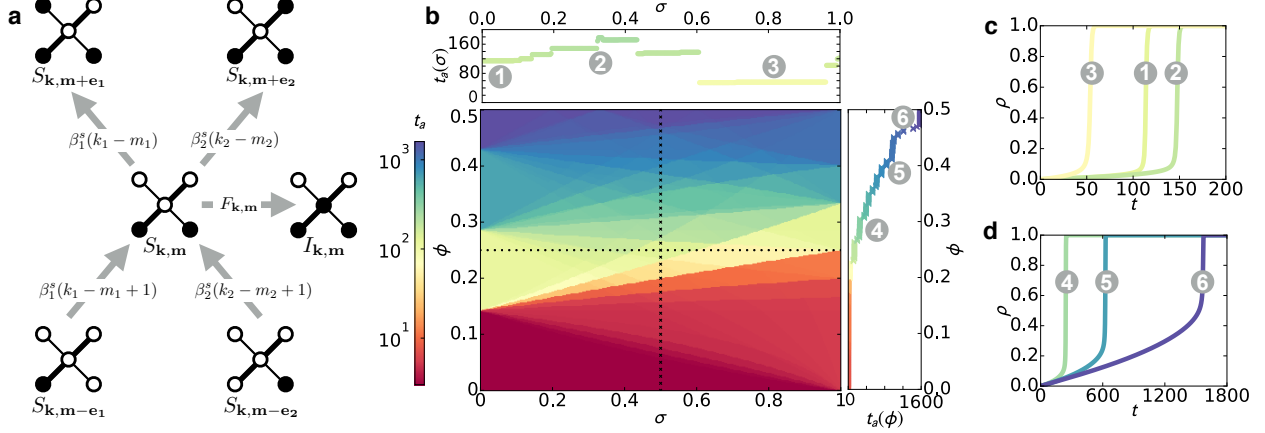 a
S_{k,m+e_1}
S_{k,m+e_2}
β_1^s(k_1 − m_1)
β_2^s(k_2 − m_2)
F_{k,m}
S_{k,m}
I_{k,m}
β_1^s(k_1 − m_1 + 1)
β_2^s(k_2 − m_2 + 1)
S_{k,m−e_1}
S_{k,m−e_2}
b
0.0 0.2 0.4 σ 0.8 1.0
t_a(σ)
160
80
0
1 2 3
t_a
10^3
10^2
10^1
ϕ
0.5
0.4
0.3
0.2
0.1
0
0.0 0.2 0.4 0.6 0.8 1.0
σ
6
5
4
0.5
0.4
0.3
ϕ
0.2
0.1
0.0
10 1600
t_a(ϕ)
c
ρ
1.0
0.8
0.6
0.4
0.2
0.0
3 1 2
0 50 100 150 200
t
d
ρ
1.0
0.8
0.6
0.4
0.2
0.0
4 5 6
0 600 1200 1800
t